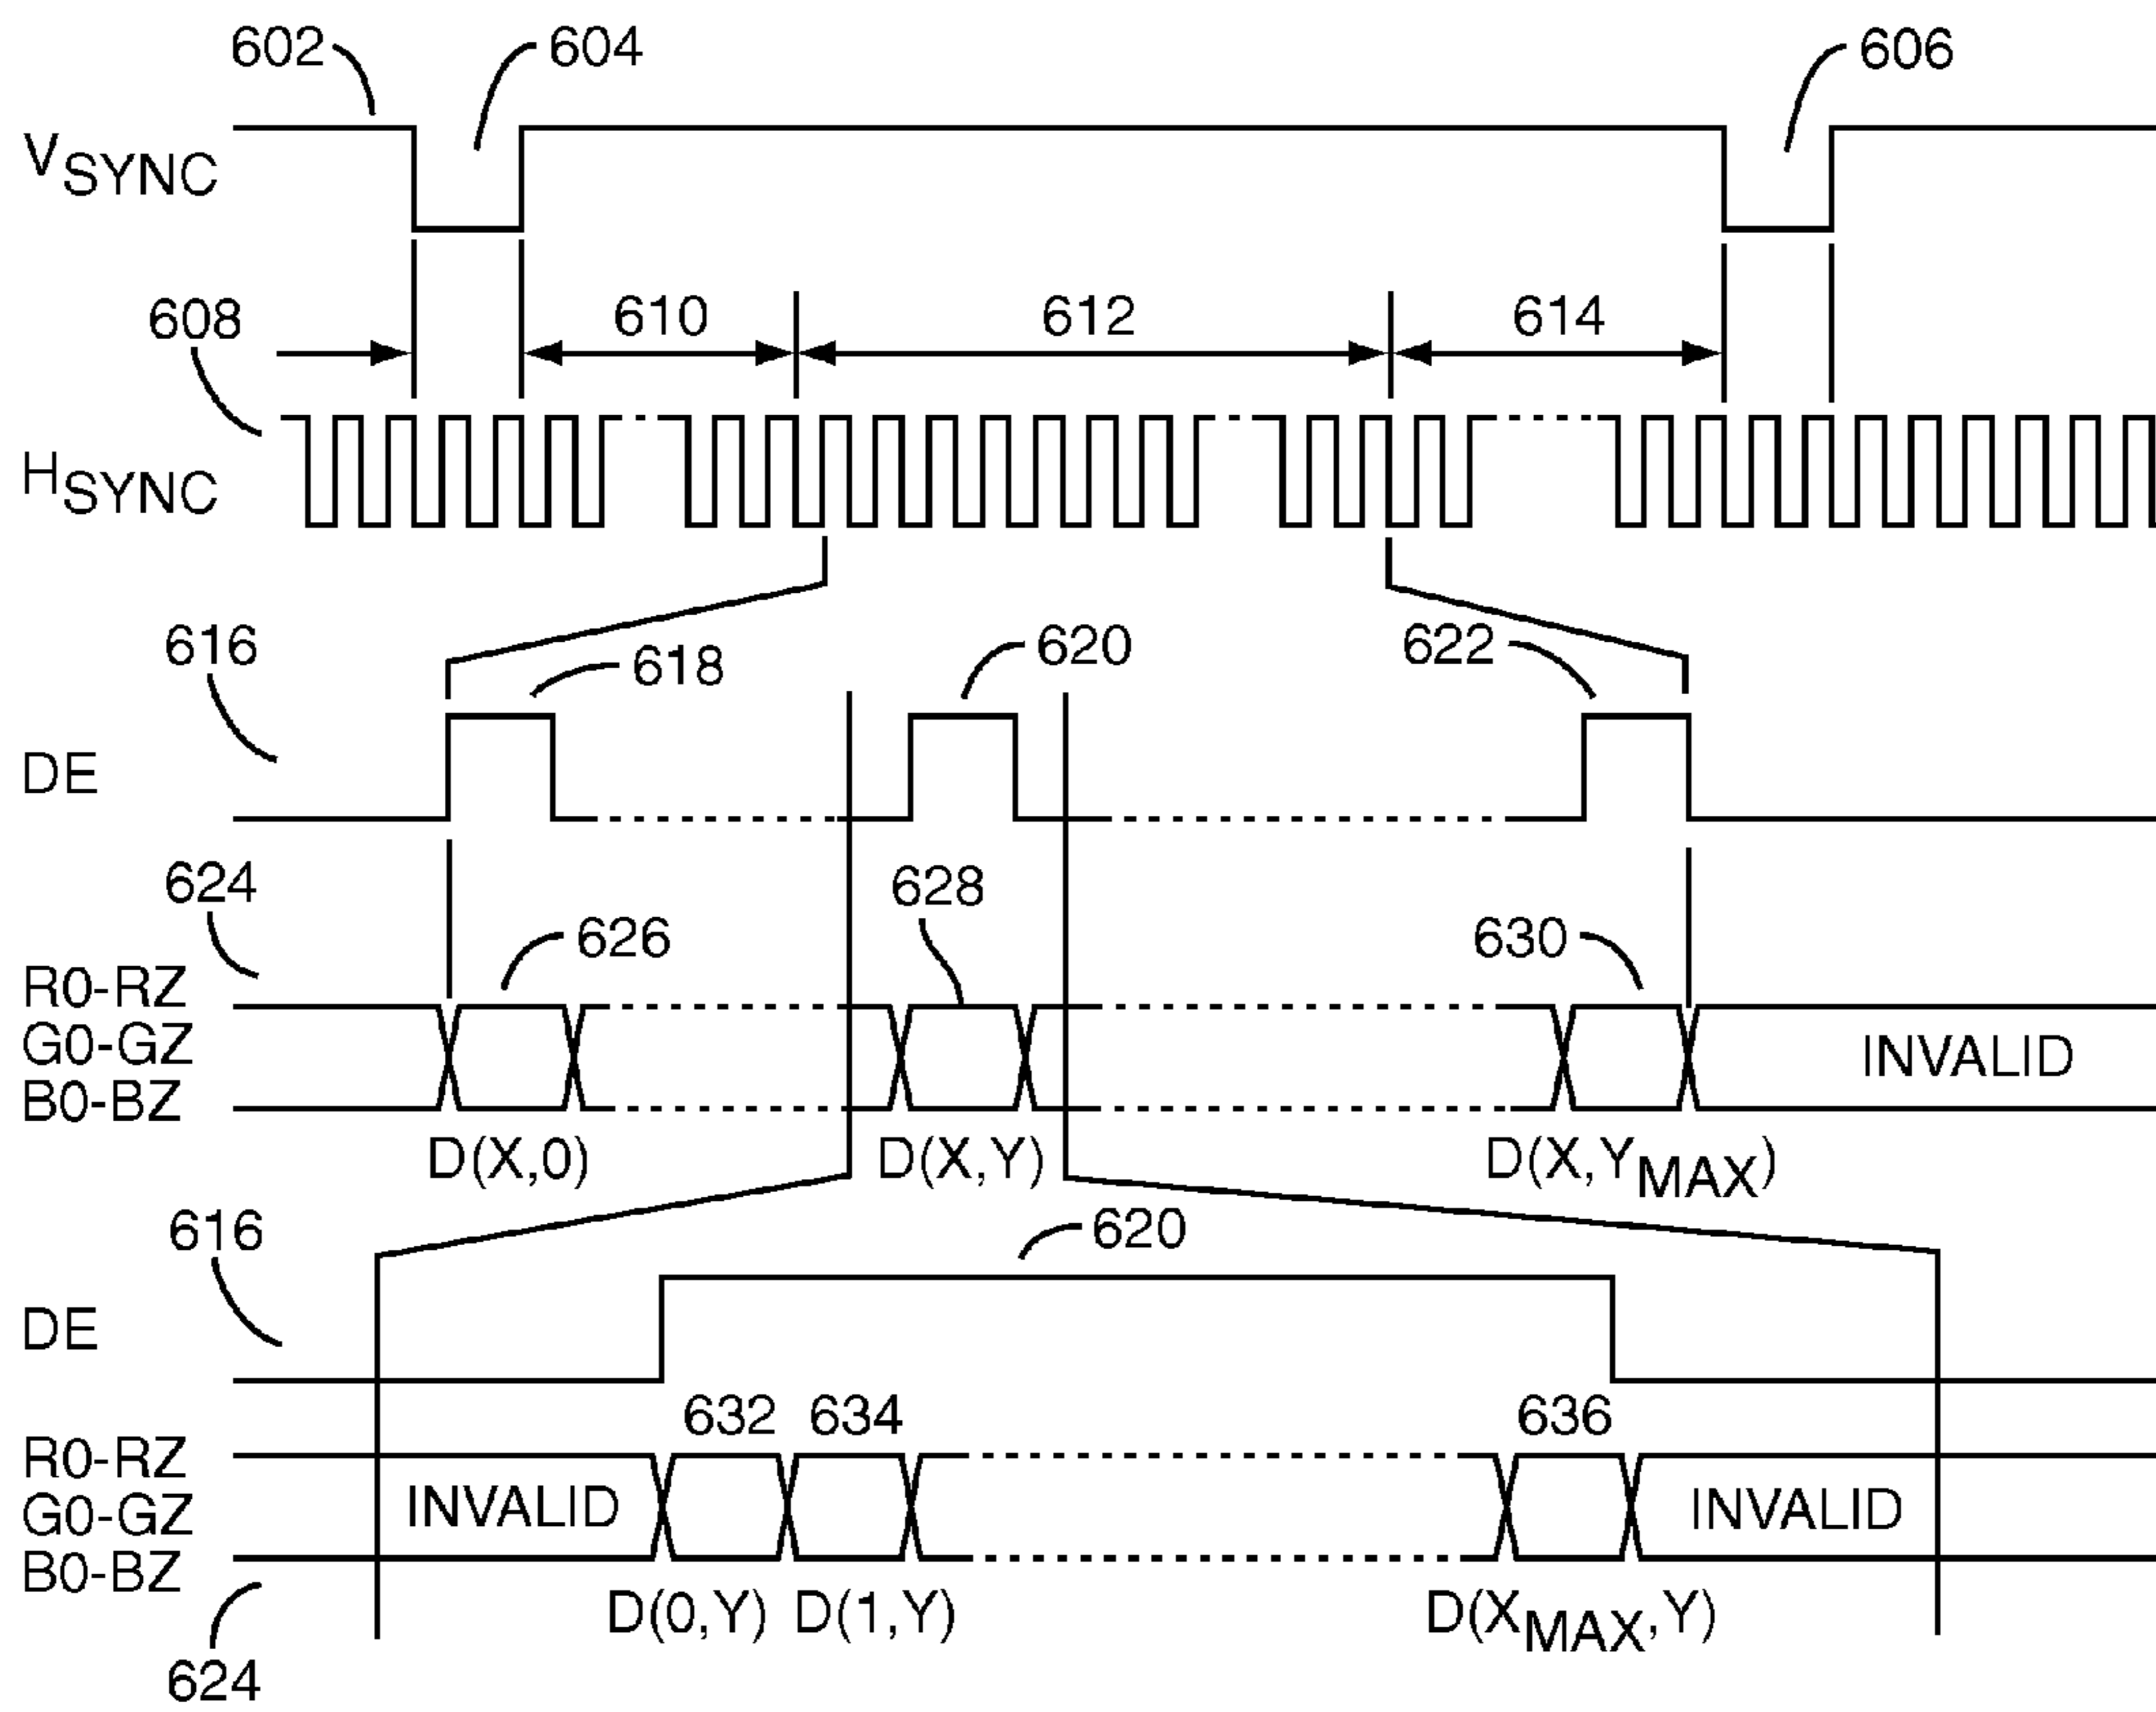 602
604
606
VSYNC
608
610
612
614
HSYNC
616
618
620
622
DE
624
626
628
630
R0-RZ
G0-GZ
B0-BZ
INVALID
D(X,0)
D(X,Y)
D(X,YMAX)
616
620
DE
632
634
636
R0-RZ
G0-GZ
B0-BZ
INVALID
INVALID
D(0,Y)
D(1,Y)
D(XMAX,Y)
624